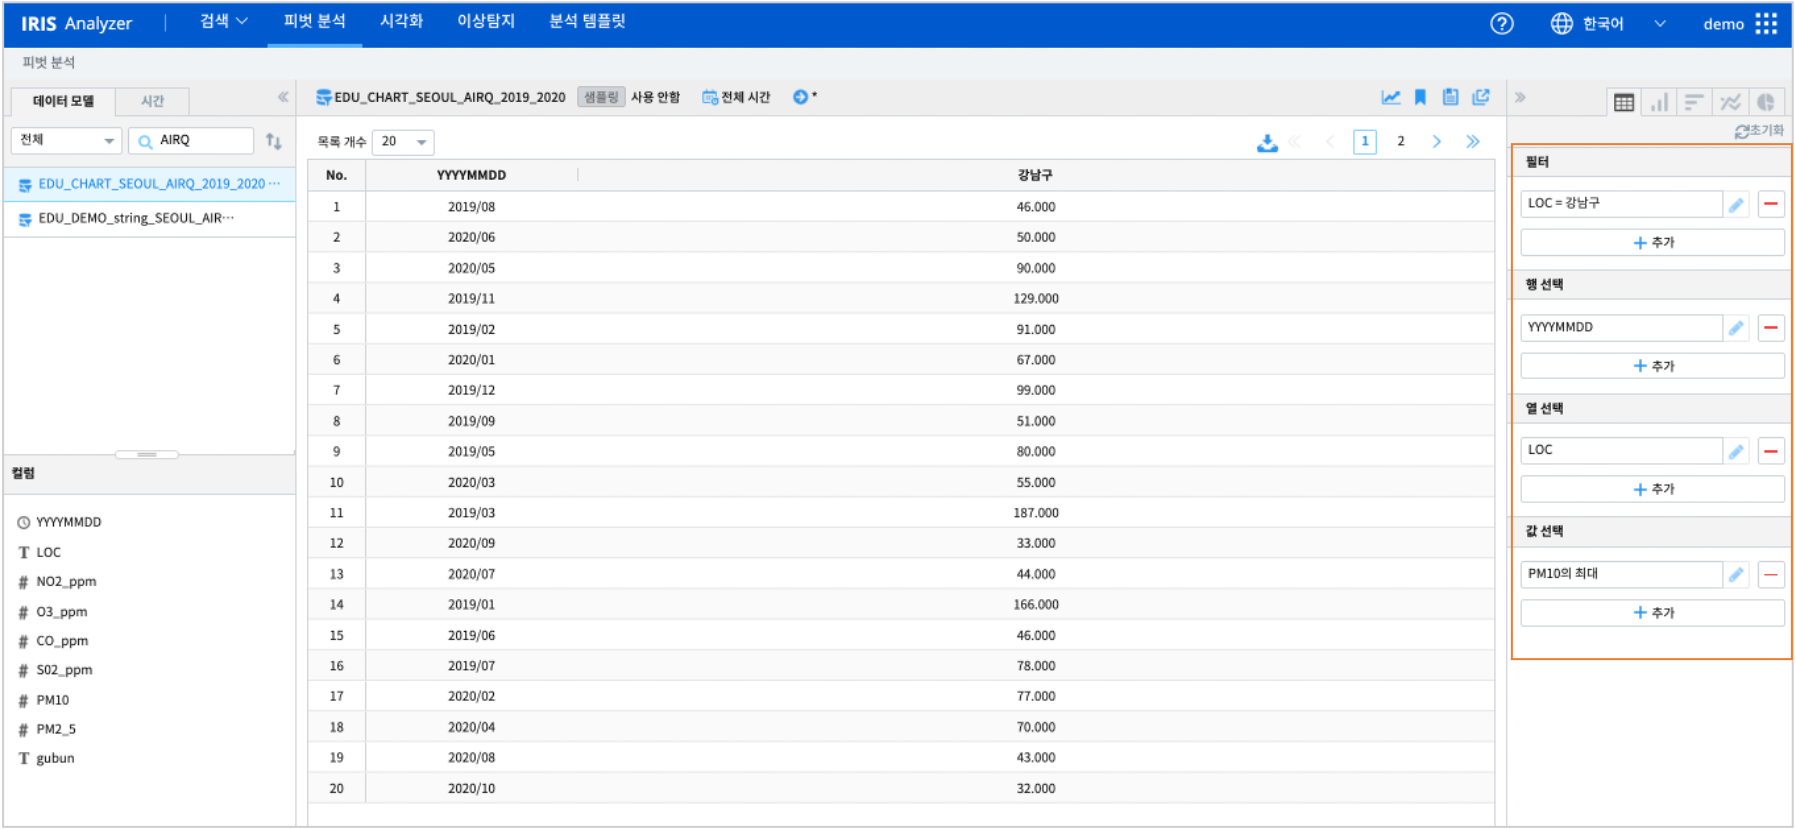 IRIS Analyzer 검색 피벗 분석 시각화 이상탐지 분석 템플릿 한국어 demo
피벗 분석
데이터 모델 시간
전체 AIRQ
EDU_CHART_SEOUL_AIRQ_2019_2020 ···
EDU_DEMO_string_SEOUL_AIR···
컬럼
YYYYMMDD
T LOC
# NO2_ppm
# O3_ppm
# CO_ppm
# S02_ppm
# PM10
# PM2_5
T gubun
EDU_CHART_SEOUL_AIRQ_2019_2020 샘플링 사용 안함 전체 시간 *
목록 개수 20 1 2
No. YYYYMMDD 강남구
1 2019/08 46.000
2 2020/06 50.000
3 2020/05 90.000
4 2019/11 129.000
5 2019/02 91.000
6 2020/01 67.000
7 2019/12 99.000
8 2019/09 51.000
9 2019/05 80.000
10 2020/03 55.000
11 2019/03 187.000
12 2020/09 33.000
13 2020/07 44.000
14 2019/01 166.000
15 2019/06 46.000
16 2019/07 78.000
17 2020/02 77.000
18 2020/04 70.000
19 2020/08 43.000
20 2020/10 32.000
초기화
필터
LOC = 강남구
추가
행 선택
YYYYMMDD
추가
열 선택
LOC
추가
값 선택
PM10의 최대
추가